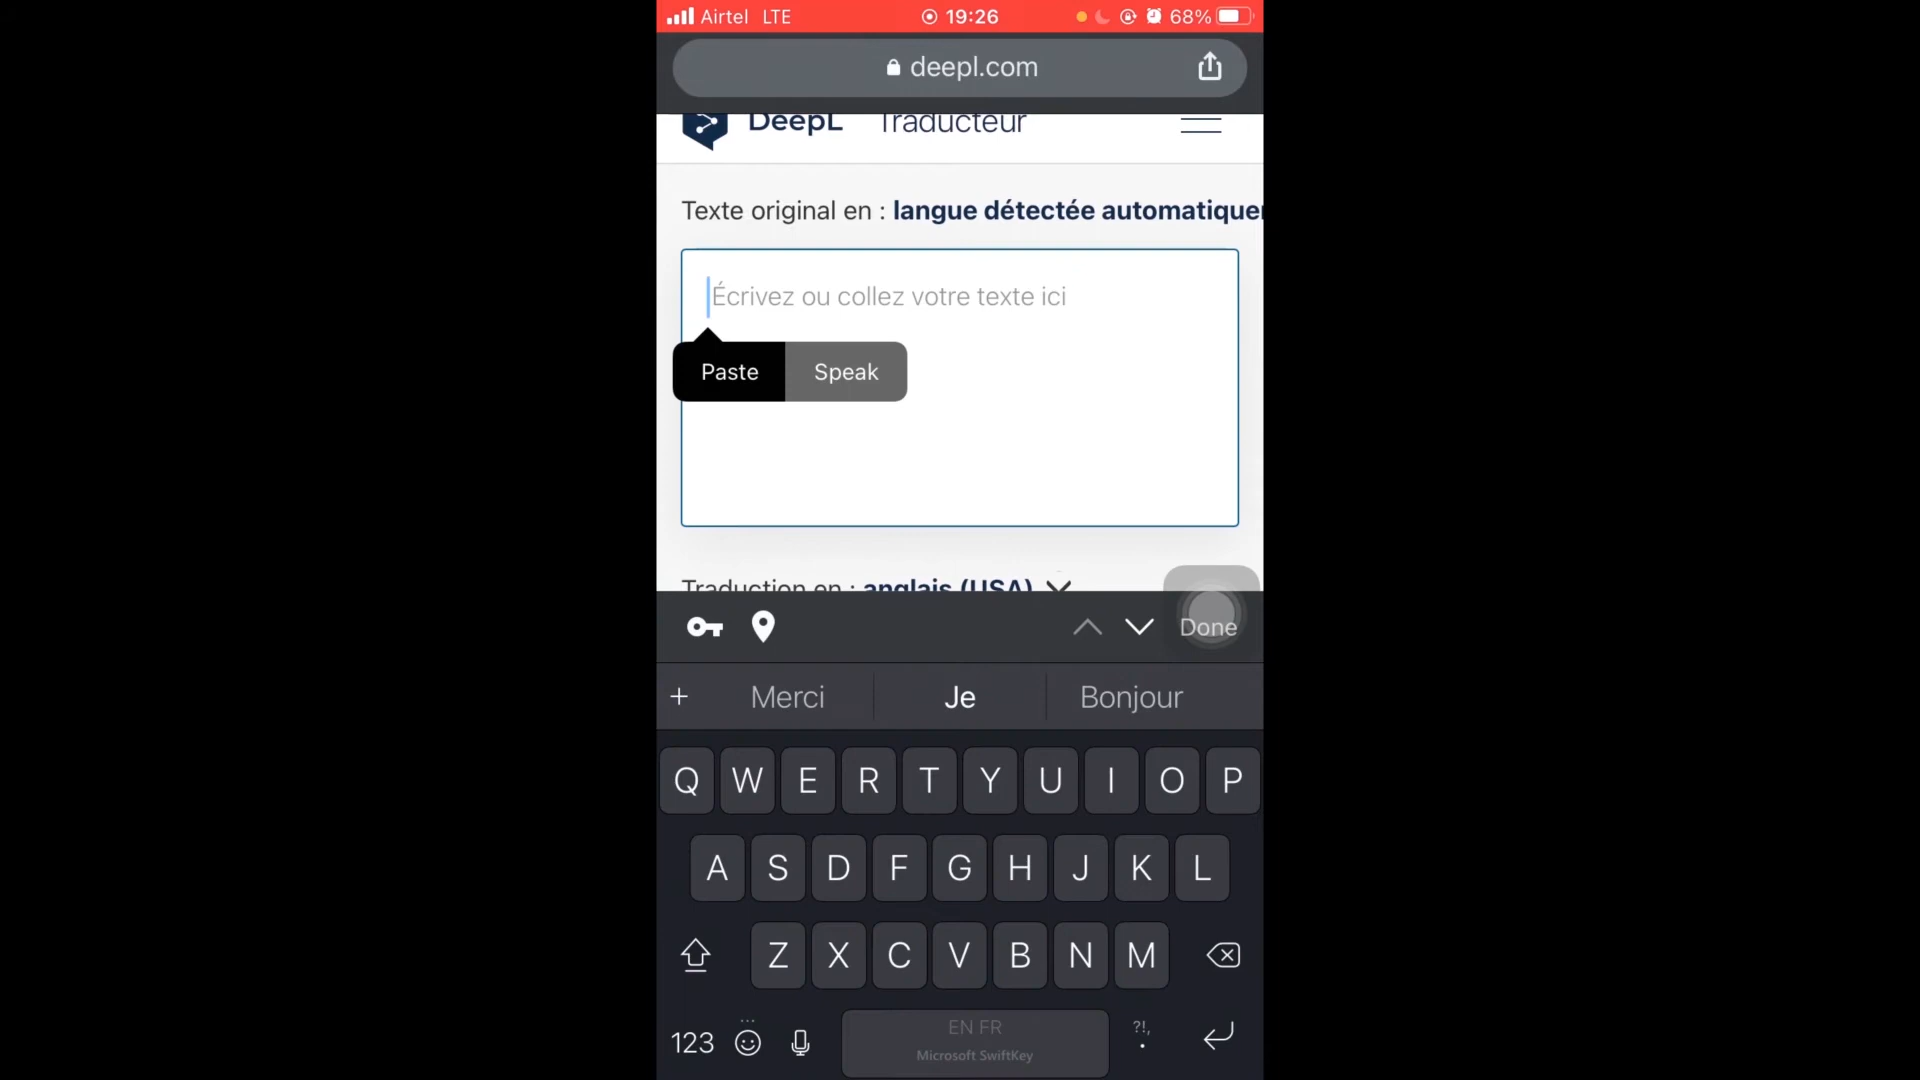 Airtel LTE 19:26 68%
deepl.com
DeepL Traducteur
Texte original en : langue détectée automatique
Écrivez ou collez votre texte ici
Paste Speak
Traduction en : anglais (USA)
Done
+ Merci Je Bonjour
Q W E R T Y U I O P
A S D F G H J K L
Z X C V B N M
123 EN FR ?!,
Microsoft SwiftKey .